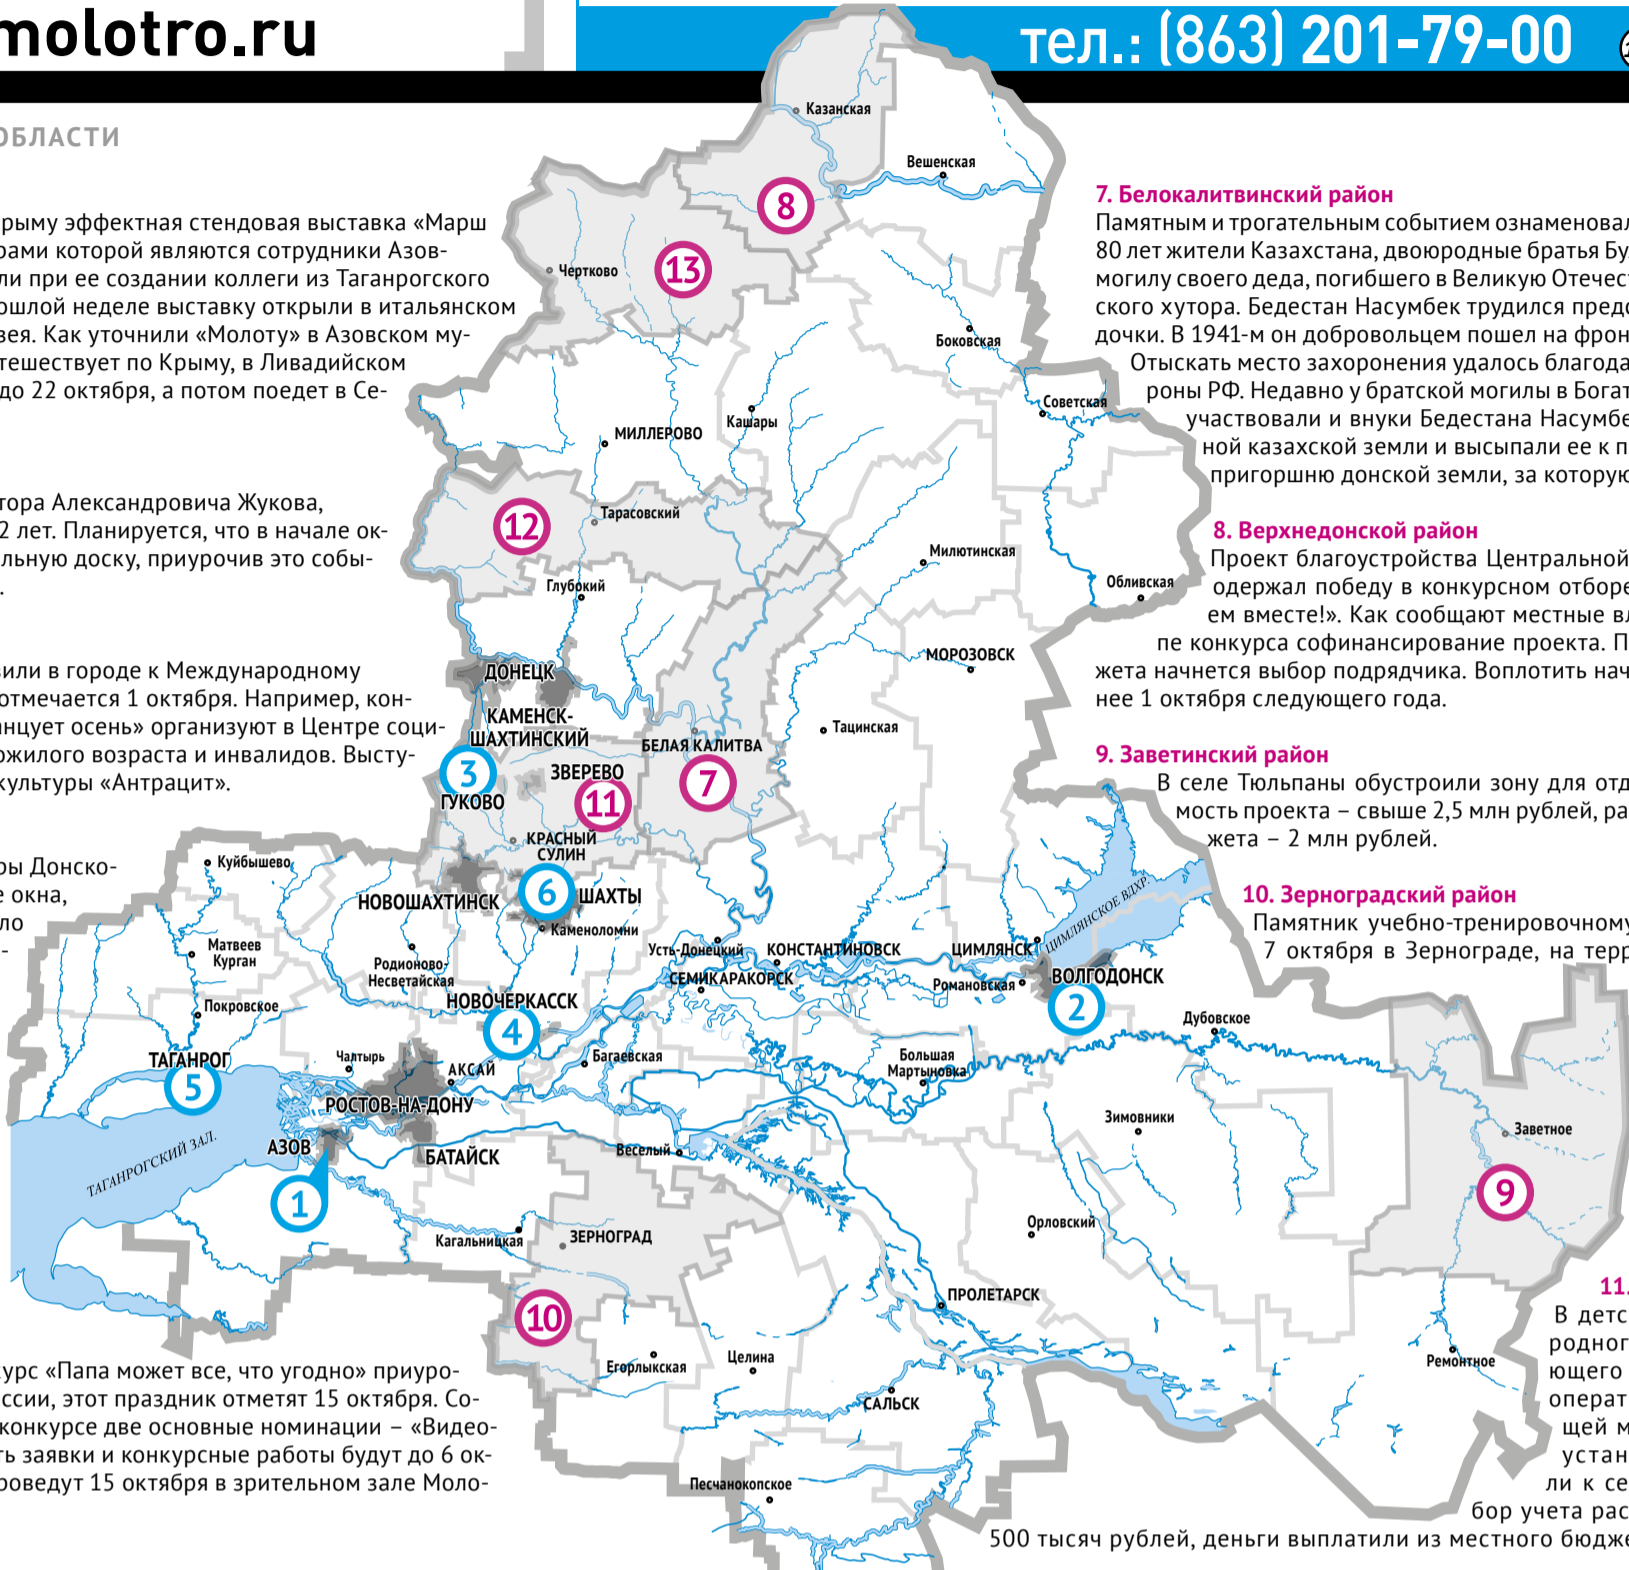 molotro.ru
тел.: (863) 201-79-00
ОБЛАСТИ
рыму эффектная стендовая выставка «Марш
рами которой являются сотрудники Азов-
ли при ее создании коллеги из Таганрогского
ошлой неделе выставку открыли в итальянском
зея. Как уточнили «Молоту» в Азовском му-
тешествует по Крыму, в Ливадийском
до 22 октября, а потом поедет в Се-
тора Александровича Жукова,
2 лет. Планируется, что в начале ок-
льную доску, приурочив это собы-
.
вили в городе к Международному
отмечается 1 октября. Например, кон-
нцует осень» организуют в Центре соци-
ожилого возраста и инвалидов. Высту-
культуры «Антрацит».
ры Донско-
е окна,
ло
-
курс «Папа может все, что угодно» приуро-
ссии, этот праздник отметят 15 октября. Со-
конкурсе две основные номинации – «Видео-
ть заявки и конкурсные работы будут до 6 ок-
роведут 15 октября в зрительном зале Моло-
Казанская
Вешенская
8
13
Чертково
Боковская
Советская
Кашары
МИЛЛЕРОВО
12
Тарасовский
Милютинская
Глубокий
Обливская
МОРОЗОВСК
ДОНЕЦК
КАМЕНСК-
ШАХТИНСКИЙ
Тацинская
БЕЛАЯ КАЛИТВА
3
ЗВЕРЕВО
7
11
ГУКОВО
КРАСНЫЙ
СУЛИН
Куйбышево
6
ШАХТЫ
НОВОШАХТИНСК
Каменоломни
Матвеев
Курган
Родионово-
Несветайская
Усть-Донецкий
КОНСТАНТИНОВСК
ЦИМЛЯНСК
ЦИМЛЯНСКОЕ ВДХР.
СЕМИКАРАКОРСК
Романовская
ВОЛГОДОНСК
2
НОВОЧЕРКАССК
4
Покровское
Дубовское
ТАГАНРОГ
5
Чалтырь
АКСАЙ
Багаевская
Большая
Мартыновка
РОСТОВ-НА-ДОНУ
Зимовники
Заветное
ТАГАНРОГСКИЙ ЗАЛ.
АЗОВ
БАТАЙСК
Веселый
1
9
Кагальницкая
ЗЕРНОГРАД
Орловский
10
ПРОЛЕТАРСК
Егорлыкская
Целина
Ремонтное
САЛЬСК
Песчанокопское
7. Белокалитвинский район
Памятным и трогательным событием ознаменовал
80 лет жители Казахстана, двоюродные братья Бу
могилу своего деда, погибшего в Великую Отечест
ского хутора. Бедестан Насумбек трудился предс
дочки. В 1941-м он добровольцем пошел на фрон
Отыскать место захоронения удалось благода
роны РФ. Недавно у братской могилы в Богат
участвовали и внуки Бедестана Насумбе
ной казахской земли и высыпали ее к п
пригоршню донской земли, за которую
8. Верхнедонской район
Проект благоустройства Центральной
одержал победу в конкурсном отборе
ем вместе!». Как сообщают местные вл
пе конкурса софинансирование проекта. П
жета начнется выбор подрядчика. Воплотить нач
нее 1 октября следующего года.
9. Заветинский район
В селе Тюльпаны обустроили зону для отд
мость проекта – свыше 2,5 млн рублей, ра
жета – 2 млн рублей.
10. Зерноградский район
Памятник учебно-тренировочному
7 октября в Зернограде, на терр
11.
В детс
родног
ющего
операт
щей м
устан
ли к се
бор учета рас
500 тысяч рублей, деньги выплатили из местного бюдже